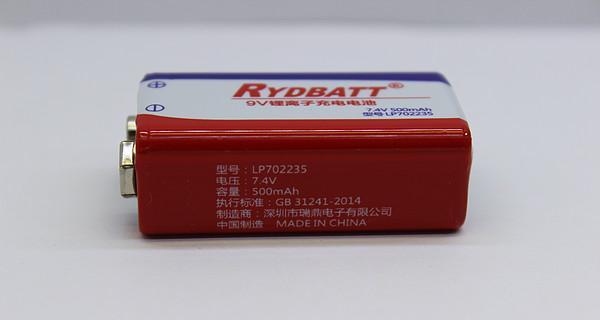 RYDBATT®
9V锂离子充电电池
7.4V 500mAh
型号:LP702235
型号：LP702235
电压：7.4V
容量：500mAh
执行标准：GB 31241-2014
制造商：深圳市瑞鼎电子有限公司
中国制造 MADE IN CHINA